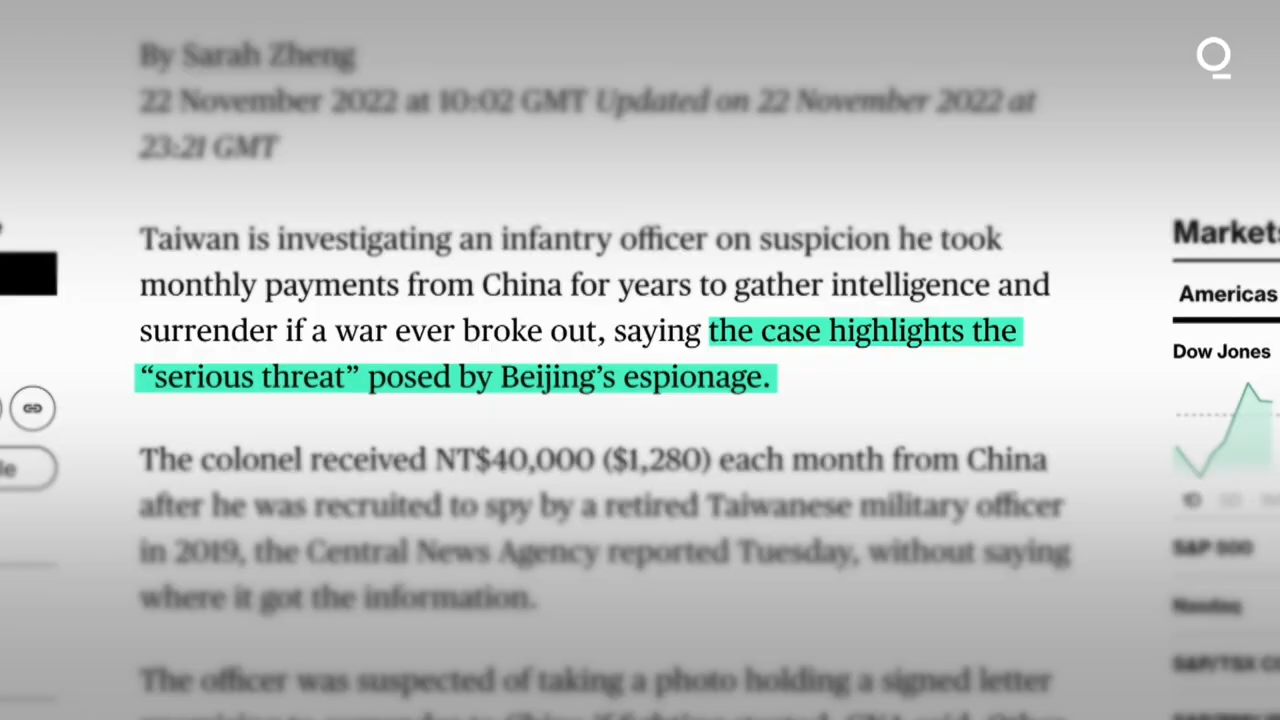 By Sarah Zheng
22 November 2022 at 10:02 GMT Updated on 22 November 2022 at
23:21 GMT
Taiwan is investigating an infantry officer on suspicion he took
monthly payments from China for years to gather intelligence and
surrender if a war ever broke out, saying the case highlights the
“serious threat” posed by Beijing’s espionage.
The colonel received NT$40,000 ($1,280) each month from China
after he was recruited to spy by a retired Taiwanese military officer
in 2019, the Central News Agency reported Tuesday, without saying
where it got the information.
The officer was suspected of taking a photo holding a signed letter
Markets
Americas
Dow Jones
1D
S&P 500
Nasdaq
S&P/TSX